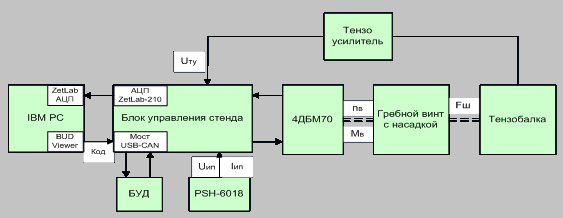 Тензо
усилитель
Uту
ZetLab
АЦП
IBM PC
BUD
Viewer
Код
АЦП
ZetLab-210
Блок управления стенда
Мост
USB-CAN
4ДБМ70
nв
Mв
Гребной винт
с насадкой
Fш
Тензобалка
Uип
Iип
БУД
PSH-6018